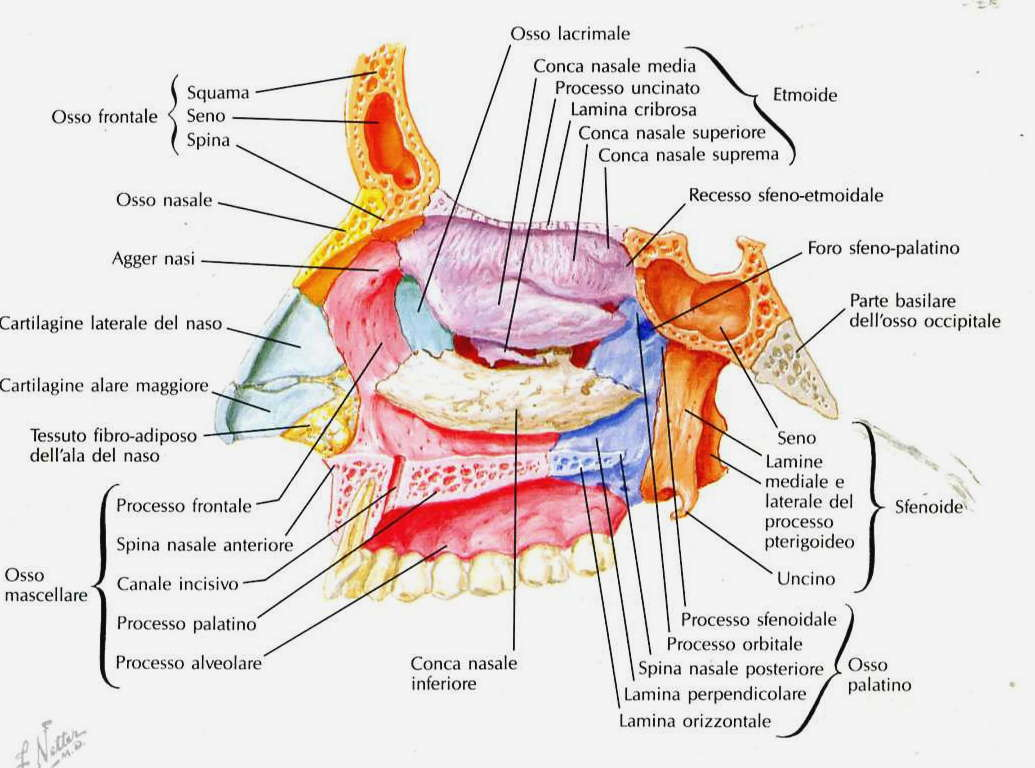 Osso lacrimale
Conca nasale media
Processo uncinato
Lamina cribrosa
Conca nasale superiore
Conca nasale suprema
Etmoide
Osso frontale
Squama
Seno
Spina
Osso nasale
Agger nasi
Cartilagine laterale del naso
Cartilagine alare maggiore
Tessuto fibro-adiposo
dell'ala del naso
Recesso sfeno-etmoidale
Foro sfeno-palatino
Parte basilare
dell'osso occipitale
Seno
Lamine
mediale e
laterale del
processo
pterigoideo
Uncino
Sfenoide
Osso
mascellare
Processo frontale
Spina nasale anteriore
Canale incisivo
Processo palatino
Processo alveolare
Conca nasale
inferiore
Processo sfenoidale
Processo orbitale
Spina nasale posteriore
Lamina perpendicolare
Lamina orizzontale
Osso
palatino
F. Netter
M.D.